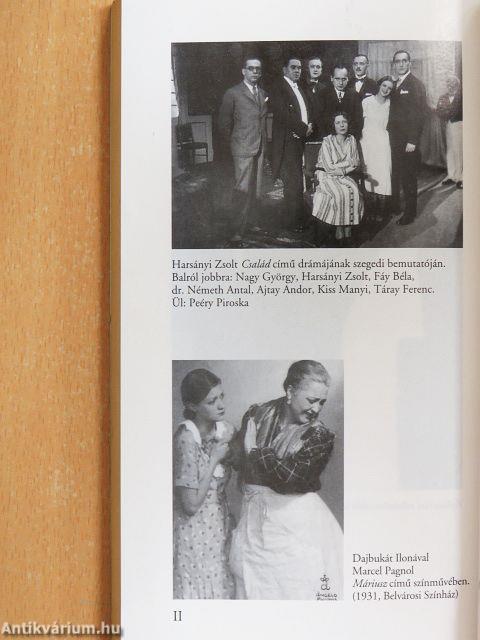 Harsányi Zsolt Család című drámájának szegedi bemutatóján.
Balról jobbra: Nagy György, Harsányi Zsolt, Fáy Béla,
dr. Németh Antal, Ajtay Andor, Kiss Manyi, Táray Ferenc.
Ül: Peéry Piroska
Dajbukát Ilonával
Marcel Pagnol
Máriusz című színművében.
(1931, Belvárosi Színház)
ANGELO
II
Antikvárium.hu